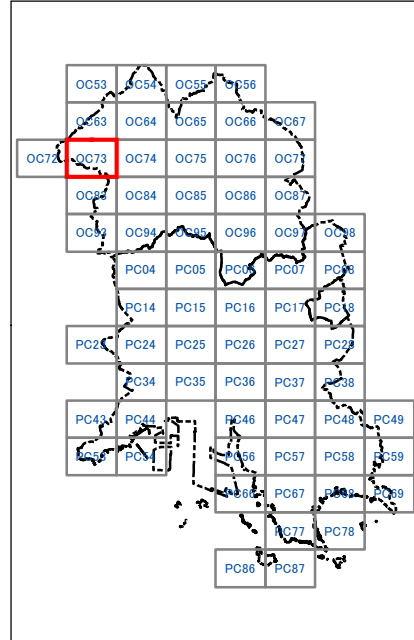 OC53 OC54 OC55 OC56
OC63 OC64 OC65 OC66 OC67
OC72 OC73 OC74 OC75 OC76 OC77
OC83 OC84 OC85 OC86 OC87
OC93 OC94 OC95 OC96 OC97 OC98
PC04 PC05 PC06 PC07 PC08
PC14 PC15 PC16 PC17 PC18
PC23 PC24 PC25 PC26 PC27 PC28
PC34 PC35 PC36 PC37 PC38
PC43 PC44 PC46 PC47 PC48 PC49
PC53 PC54 PC56 PC57 PC58 PC59
PC66 PC67 PC68 PC69
PC77 PC78
PC86 PC87